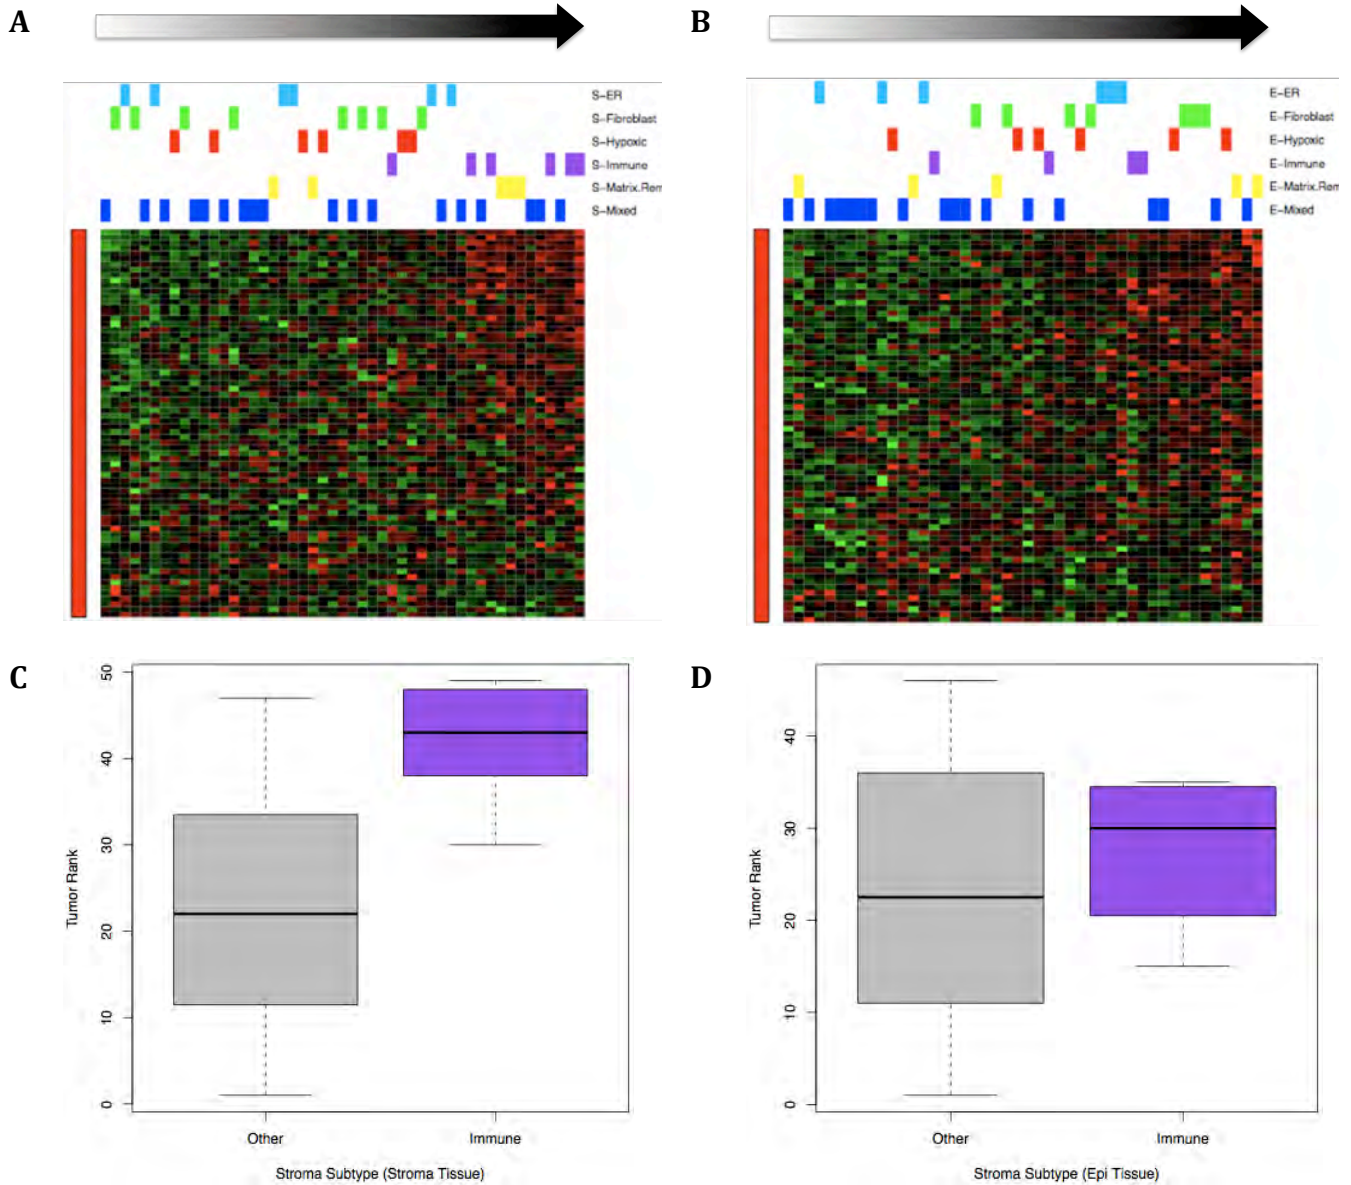 A
B
S-ER
S-Fibroblast
S-Hypoxic
S-Immune
S-Matrix.Rem
S-Mixed
E-ER
E-Fibroblast
E-Hypoxic
E-Immune
E-Matrix.Rem
E-Mixed
C
50
40
30
20
10
0
Tumor Rank
Other
Immune
Stroma Subtype (Stroma Tissue)
D
40
30
20
10
0
Tumor Rank
Other
Immune
Stroma Subtype (Epi Tissue)